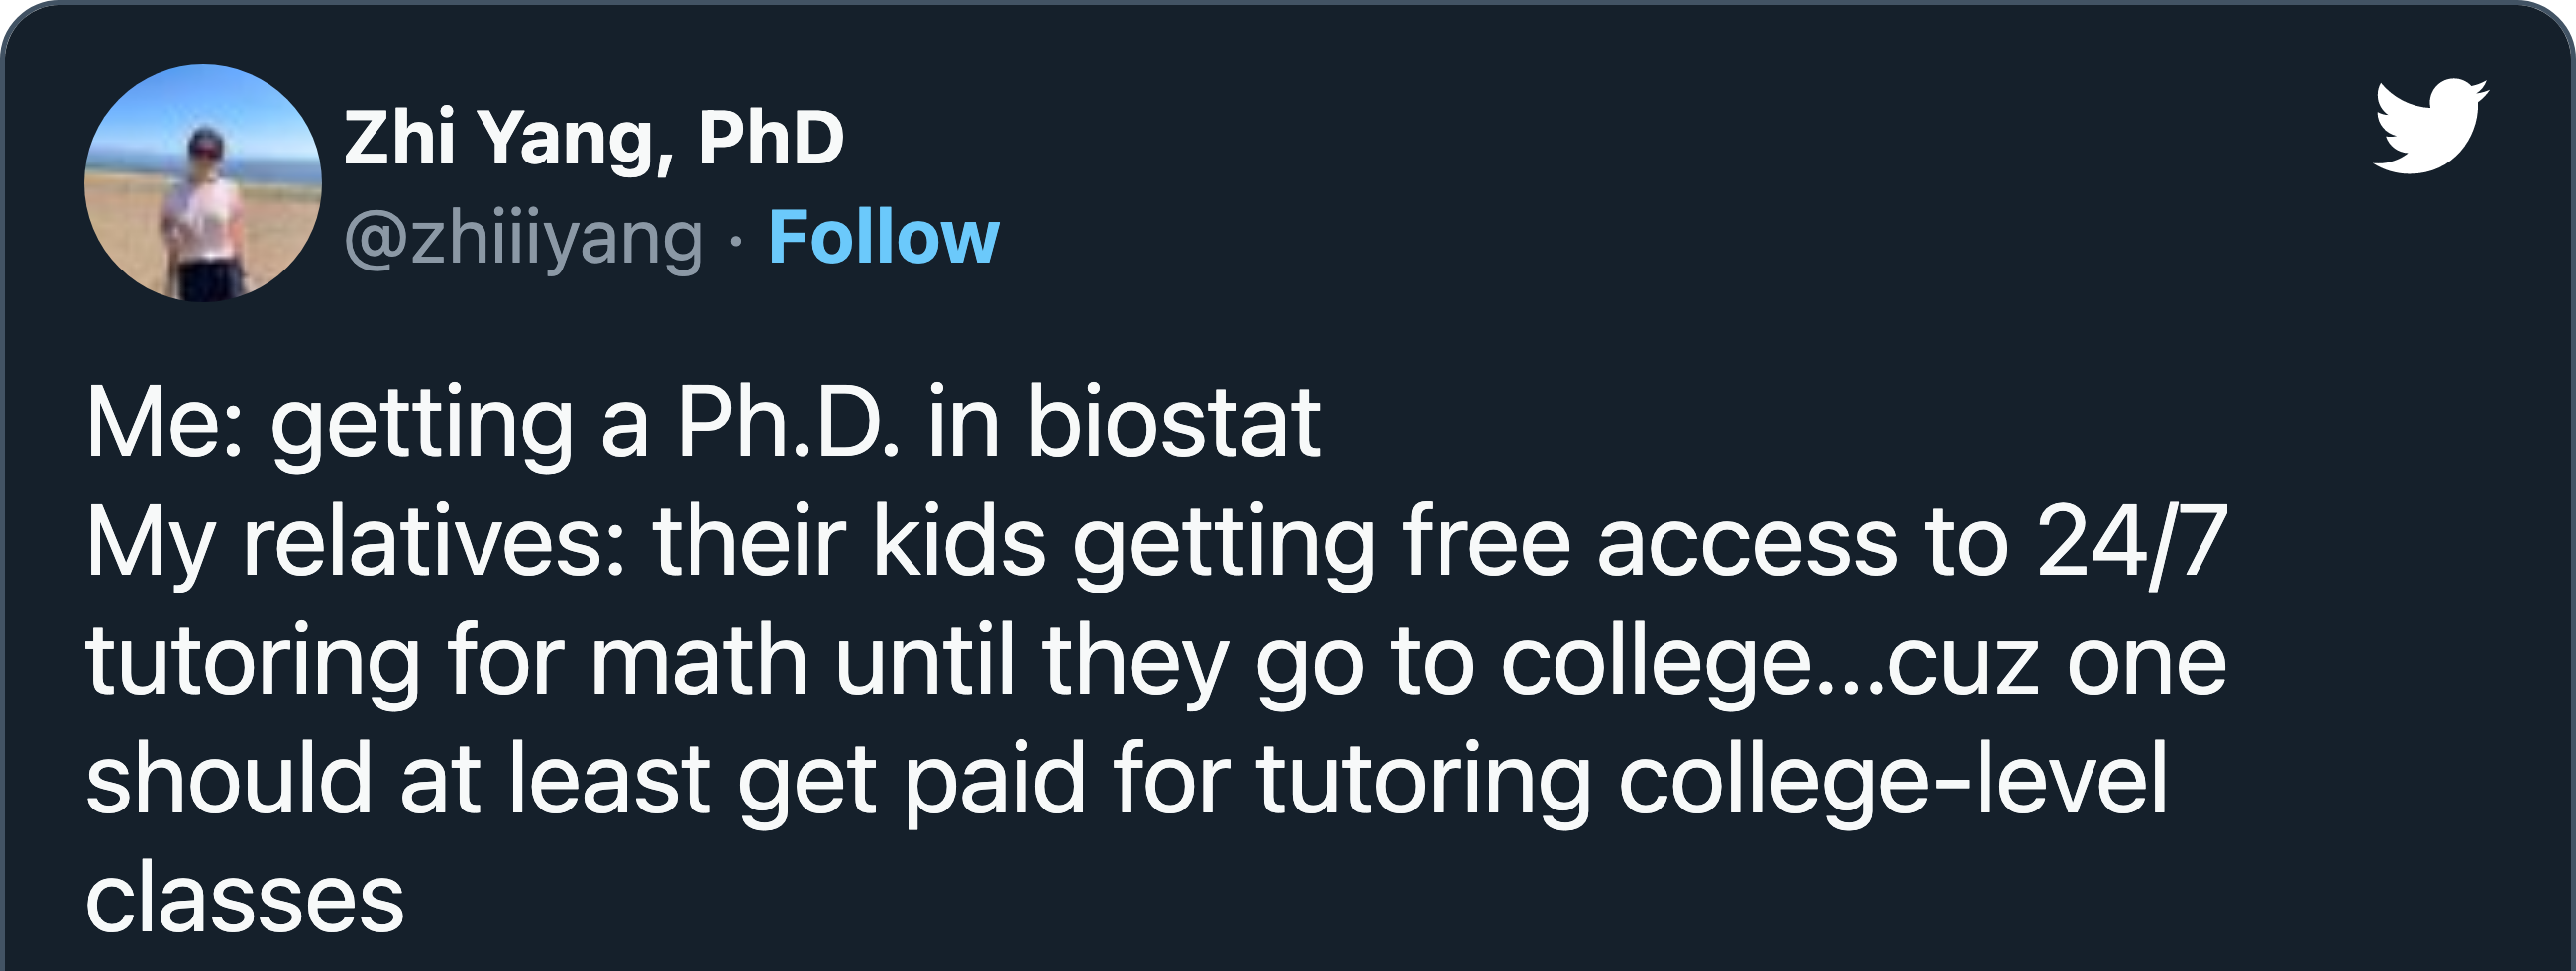 Zhi Yang, PhD
@zhiiiyang · Follow
Me: getting a Ph.D. in biostat
My relatives: their kids getting free access to 24/7
tutoring for math until they go to college...cuz one
should at least get paid for tutoring college-level
classes